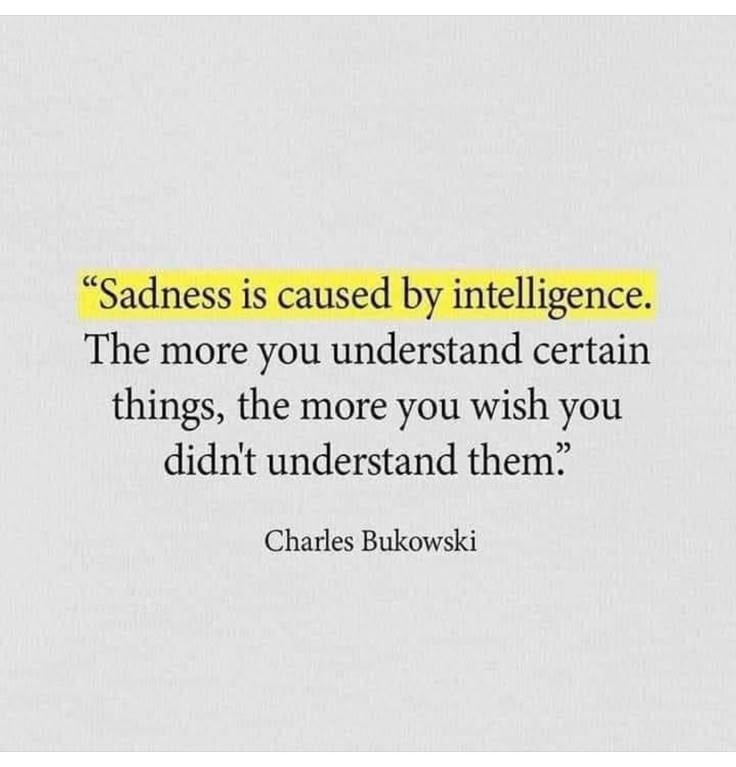 “Sadness is caused by intelligence.
The more you understand certain
things, the more you wish you
didn't understand them.”
Charles Bukowski